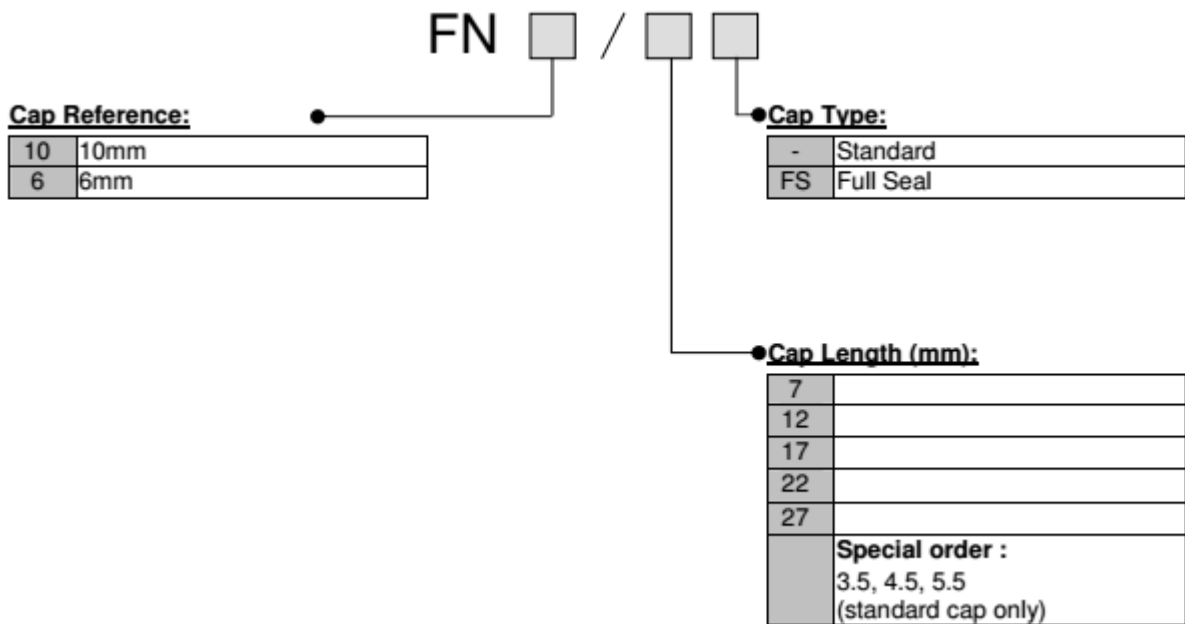 FN / 
Cap Reference:
10 10mm
6 6mm
Cap Type:
- Standard
FS Full Seal
Cap Length (mm):
7
12
17
22
27
Special order :
3.5, 4.5, 5.5
(standard cap only)